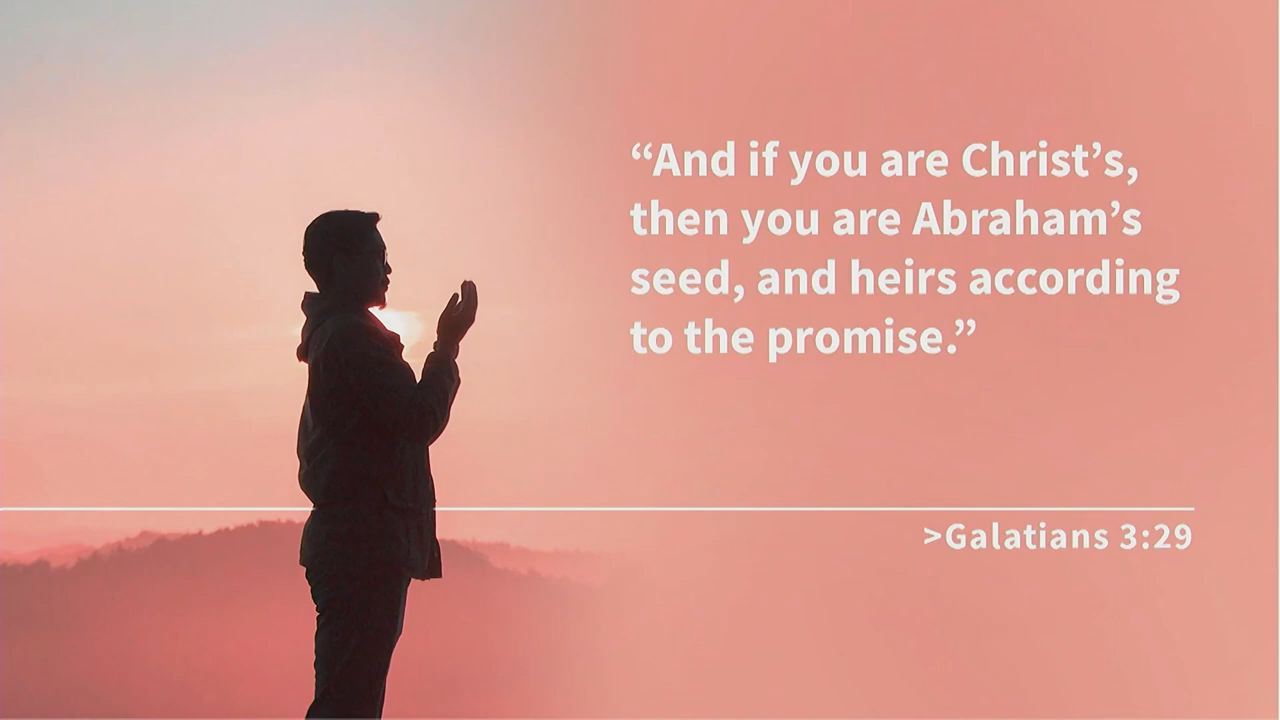 “And if you are Christ’s,
then you are Abraham’s
seed, and heirs according
to the promise.”
>Galatians 3:29